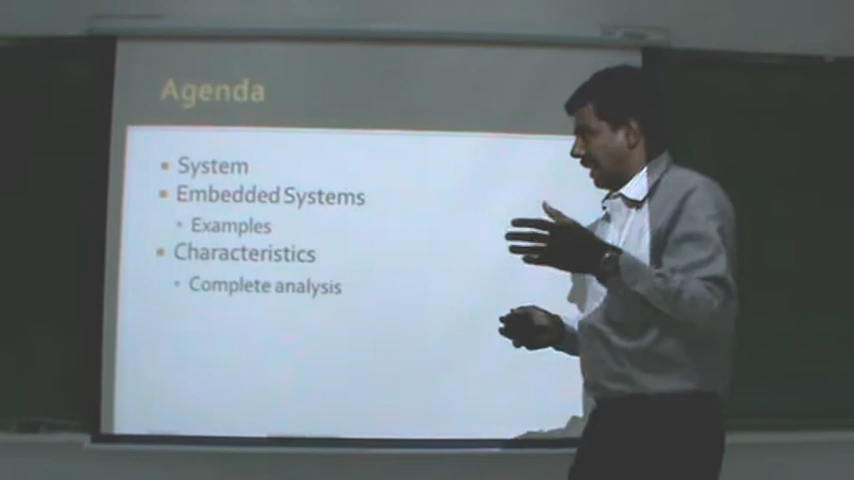 Agenda
System
Embedded Systems
Examples
Characteristics
Complete analysis